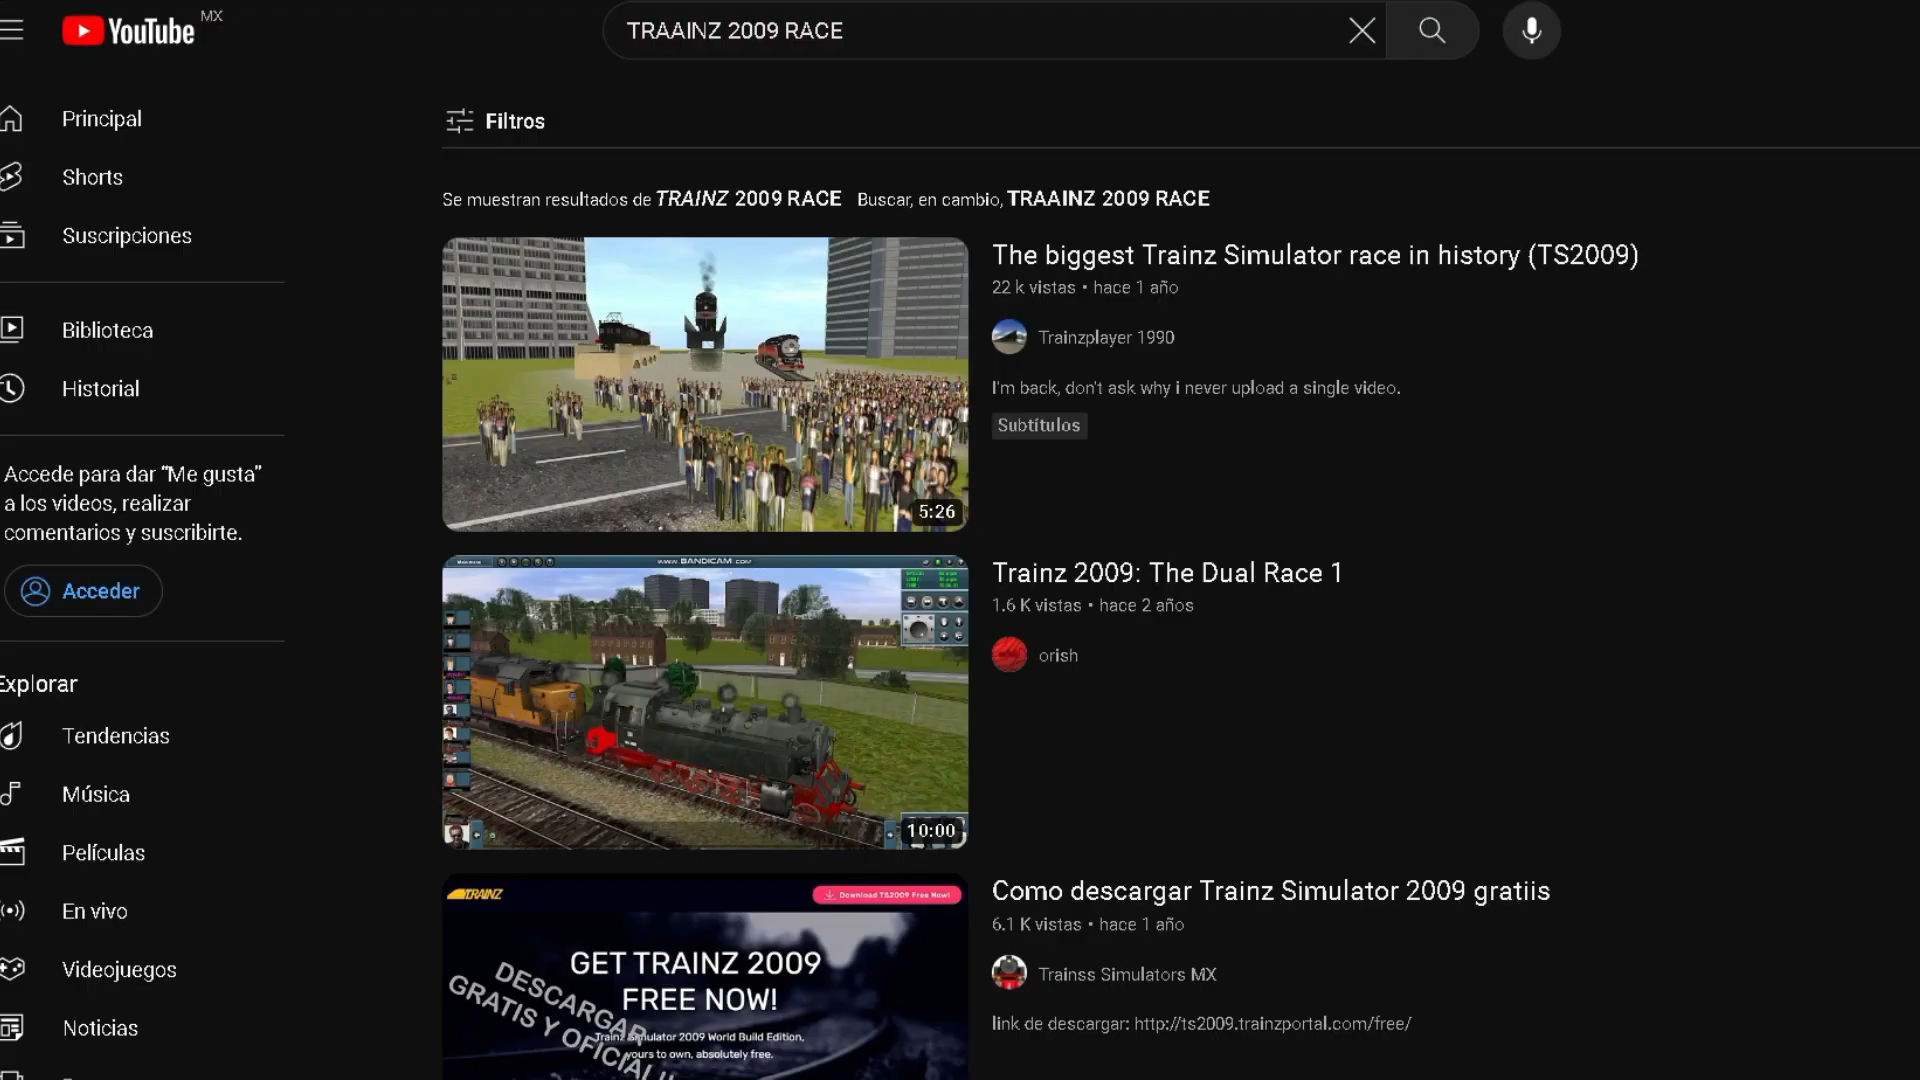 YouTube MX
TRAAINZ 2009 RACE
Principal
Shorts
Suscripciones
Biblioteca
Historial
Accede para dar “Me gusta”
a los videos, realizar
comentarios y suscribirte.
Acceder
Explorar
Tendencias
Música
Películas
En vivo
Videojuegos
Noticias
Filtros
Se muestran resultados de TRAINZ 2009 RACE Buscar, en cambio, TRAAINZ 2009 RACE
5:26
The biggest Trainz Simulator race in history (TS2009)
22 k vistas • hace 1 año
Trainzplayer 1990
I'm back, don't ask why i never upload a single video.
Subtítulos
www.BANDICAM.com
10:00
Trainz 2009: The Dual Race 1
1.6 K vistas • hace 2 años
orish
TRAINZ
Download TS2009 Free Now!
GET TRAINZ 2009
FREE NOW!
DESCARGAR
GRATIS Y OFICIAL!!
Trainz Simulator 2009 World Build Edition,
yours to own, absolutely free.
Como descargar Trainz Simulator 2009 gratiis
6.1 K vistas • hace 1 año
Trainss Simulators MX
link de descargar: http://ts2009.trainzportal.com/free/